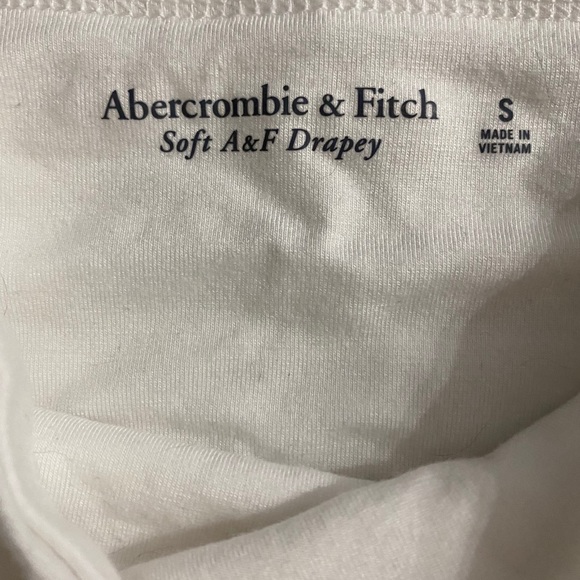 Abercrombie & Fitch
Soft A&F Drapey
S
MADE IN
VIETNAM